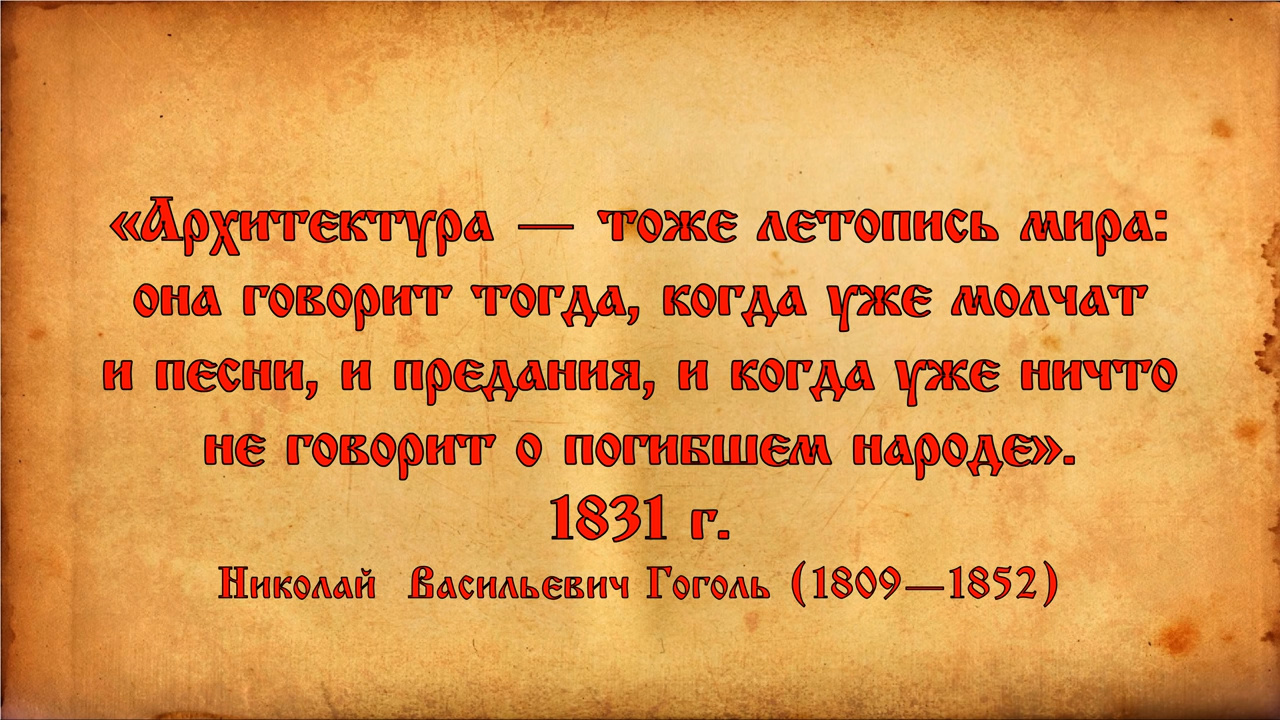 «Архитектура — тоже летопись мира:
она говорит тогда, когда уже молчат
и песни, и предания, и когда уже ничто
не говорит о погибшем народе».
1831 г.
Николай Васильевич Гоголь (1809—1852)